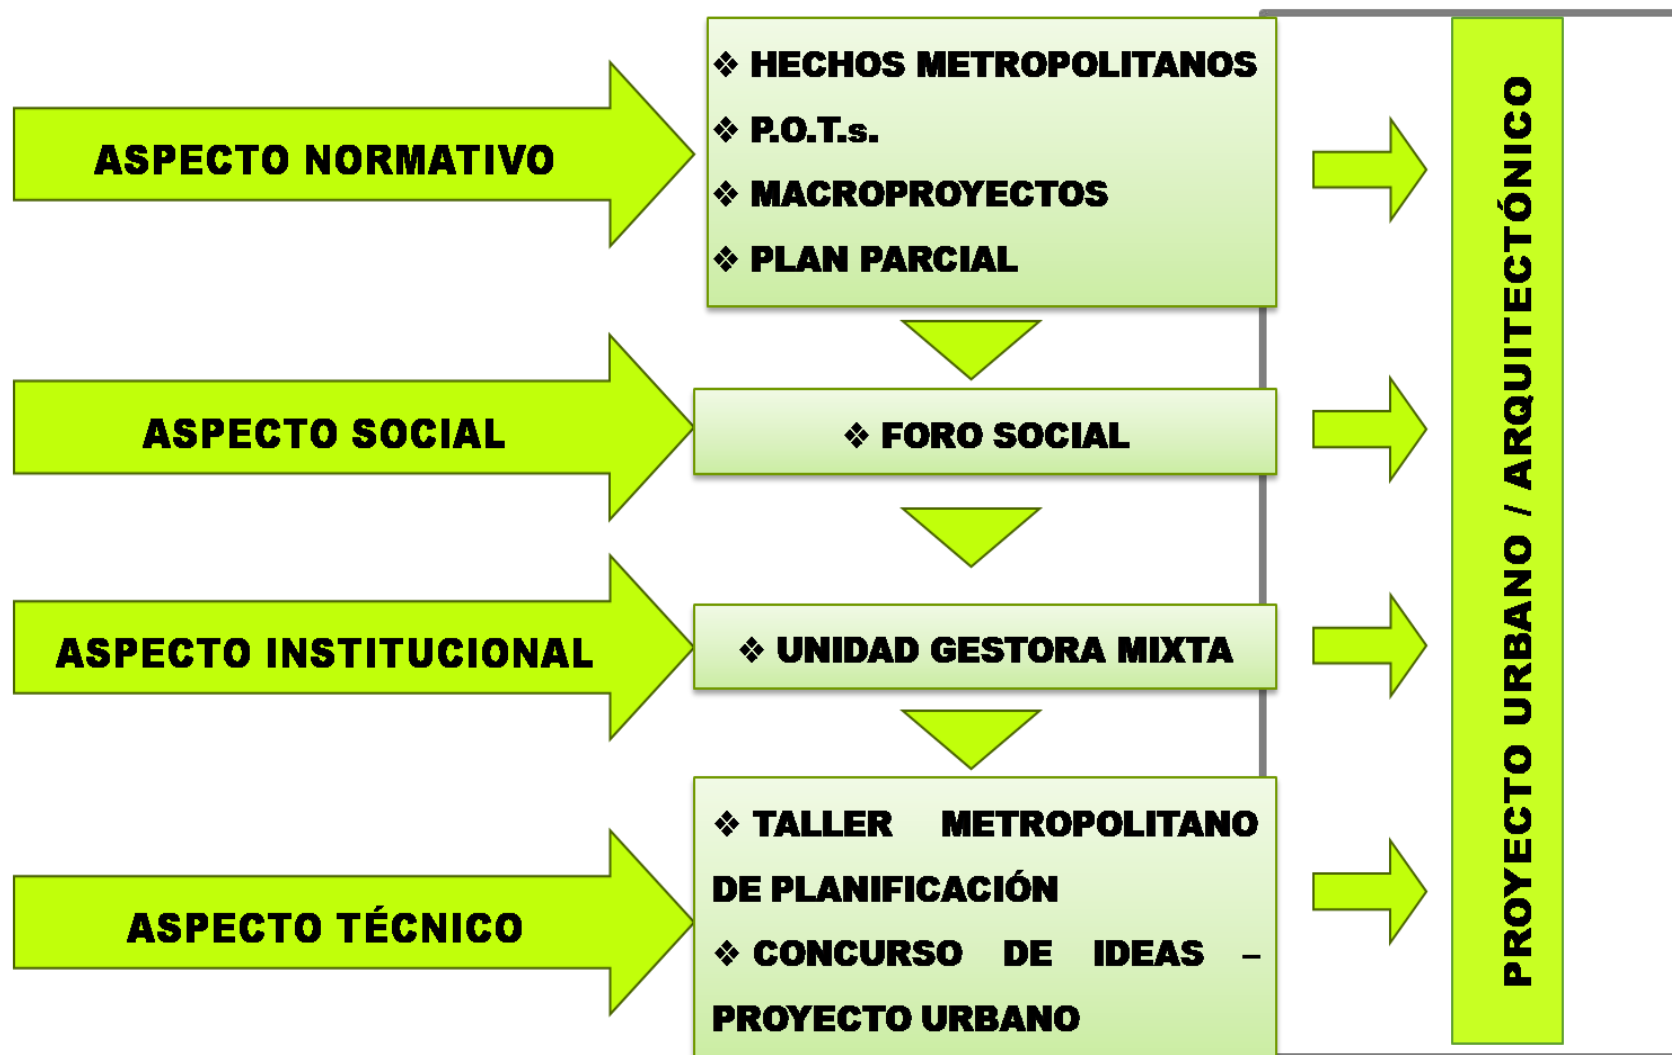 ASPECTO NORMATIVO
❖ HECHOS METROPOLITANOS
❖ P.O.T.s.
❖ MACROPROYECTOS
❖ PLAN PARCIAL
ASPECTO SOCIAL
❖ FORO SOCIAL
ASPECTO INSTITUCIONAL
❖ UNIDAD GESTORA MIXTA
ASPECTO TÉCNICO
❖ TALLER METROPOLITANO
DE PLANIFICACIÓN
❖ CONCURSO DE IDEAS –
PROYECTO URBANO
PROYECTO URBANO / ARQUITECTÓNICO